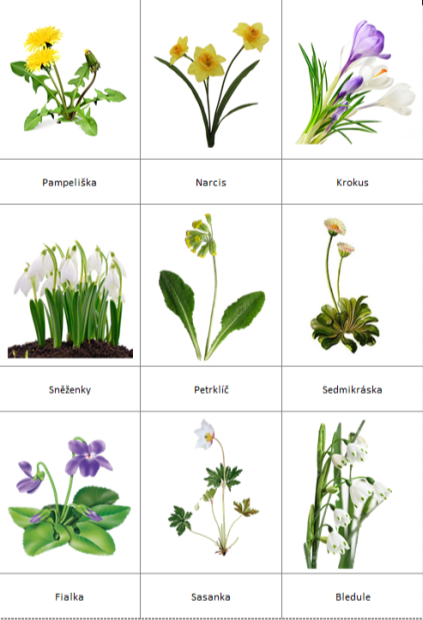 Pampeliška Narcis Krokus
Sněženky Petrklíč Sedmikráska
Fialka Sasanka Bledule